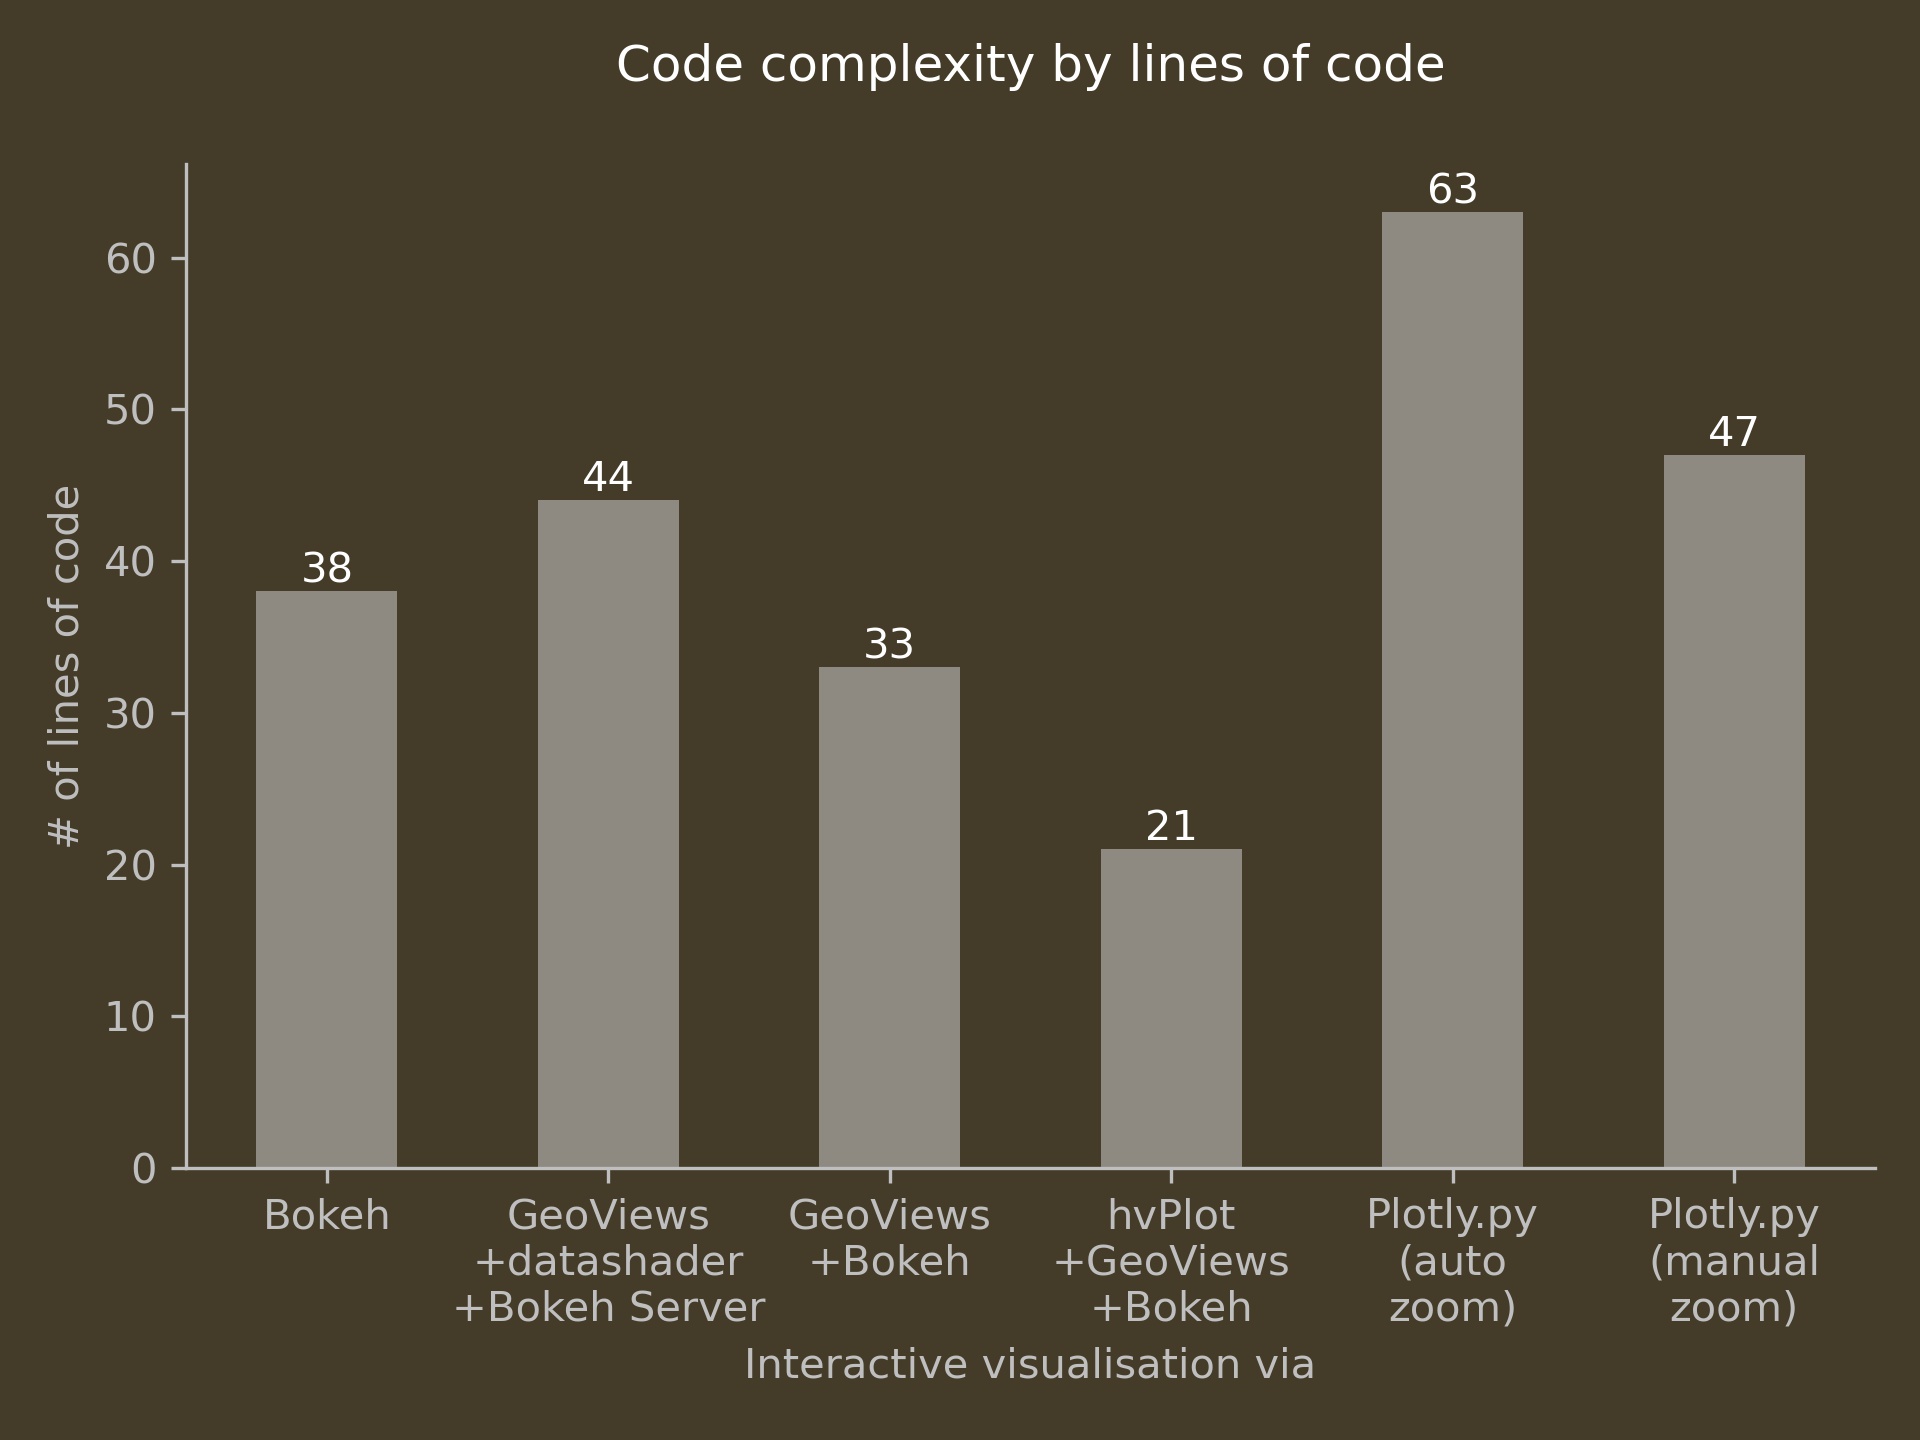 Code complexity by lines of code
# of lines of code
60
50
40
30
20
10
0
63
47
44
38
33
21
Bokeh
GeoViews
+datashader
+Bokeh Server
GeoViews
+Bokeh
hvPlot
+GeoViews
+Bokeh
Plotly.py
(auto
zoom)
Plotly.py
(manual
zoom)
Interactive visualisation via